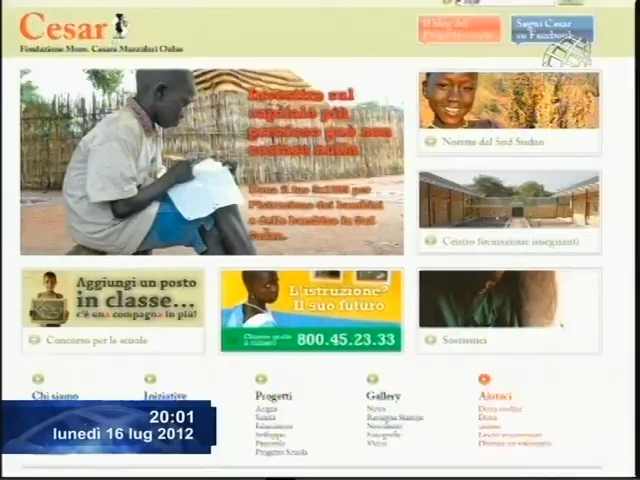 Cesar
Fondazione Mons. Cesare Mazzolari Onlus
Il blog del
Segui Cesar
su Facebook
Investire sul
capitale più
prezioso può non
Dona il tuo 5x1000 per
l'istruzione dei bambini
e delle bambine in Sud
Sudan.
Notizie dal Sud Sudan
Centro formazione insegnanti
Aggiungi un posto
in classe...
c'è una compagna in più!
L'istruzione?
Il suo futuro
800.45.23.33
Concorso per le scuole
Sostienici
Chi siamo
Iniziative
Progetti
Acqua
Sanità
Educazione
Sviluppo
Progetto Scuola
Gallery
News
Rassegna Stampa
Newsletter
Fotografie
Video
Aiutaci
Dona
20:01
lunedì 16 lug 2012